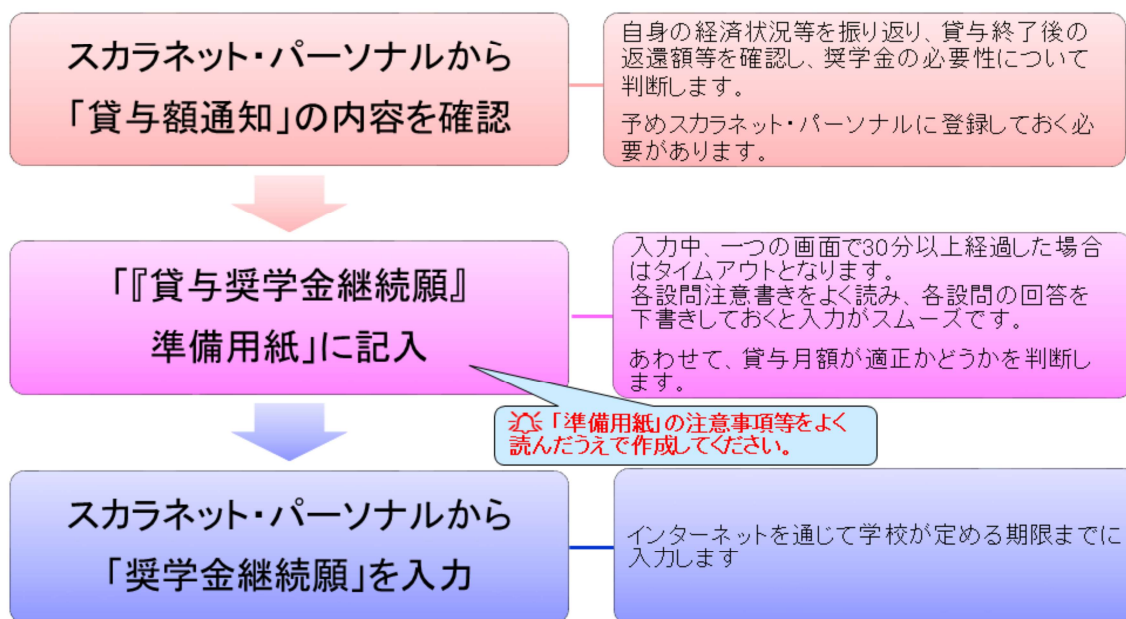 スカラネット・パーソナルから
「貸与額通知」の内容を確認
自身の経済状況等を振り返り、貸与終了後の
返還額等を確認し、奨学金の必要性について
判断します。
予めスカラネット・パーソナルに登録しておく必
要があります。
「『貸与奨学金継続願』
準備用紙」に記入
入力中、一つの画面で30分以上経過した場合
はタイムアウトとなります。
各設問注意書きをよく読み、各設問の回答を
下書きしておくと入力がスムーズです。
あわせて、貸与月額が適正かどうかを判断し
ます。
「準備用紙」の注意事項等をよく
読んだうえで作成してください。
スカラネット・パーソナルから
「奨学金継続願」を入力
インターネットを通じて学校が定める期限までに
入力します